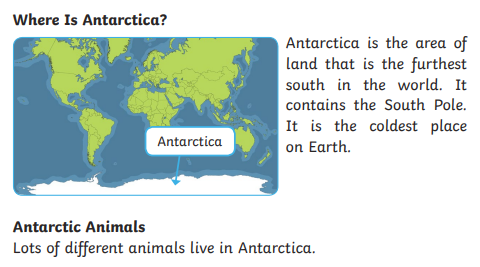 Where Is Antarctica?
Antarctica
Antarctica is the area of
land that is the furthest
south in the world. It
contains the South Pole.
It is the coldest place
on Earth.
Antarctic Animals
Lots of different animals live in Antarctica.